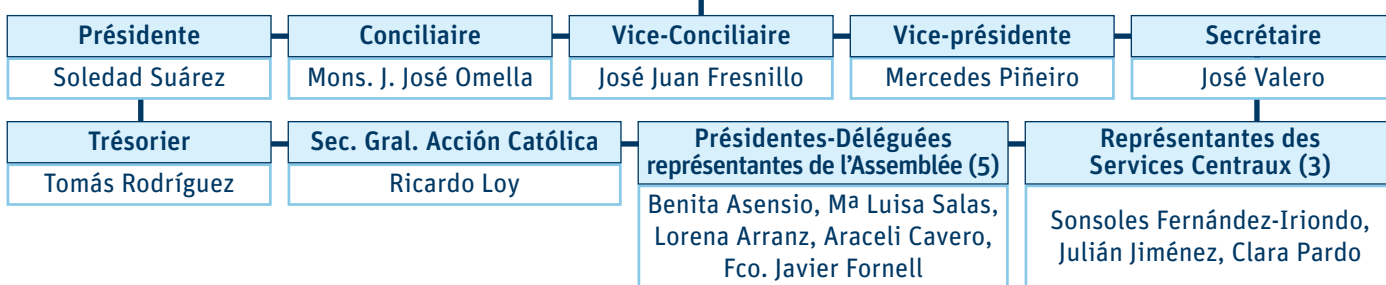 Présidente
Soledad Suárez
Conciliaire
Mons. J. José Omella
Vice-Conciliaire
José Juan Fresnillo
Vice-présidente
Mercedes Piñeiro
Secrétaire
José Valero
Trésorier
Tomás Rodríguez
Sec. Gral. Acción Católica
Ricardo Loy
Présidentes-Déléguées
représentantes de l’Assemblée (5)
Benita Asensio, Mª Luisa Salas,
Lorena Arranz, Araceli Cavero,
Fco. Javier Fornell
Représentantes des
Services Centraux (3)
Sonsoles Fernández-Iriondo,
Julián Jiménez, Clara Pardo